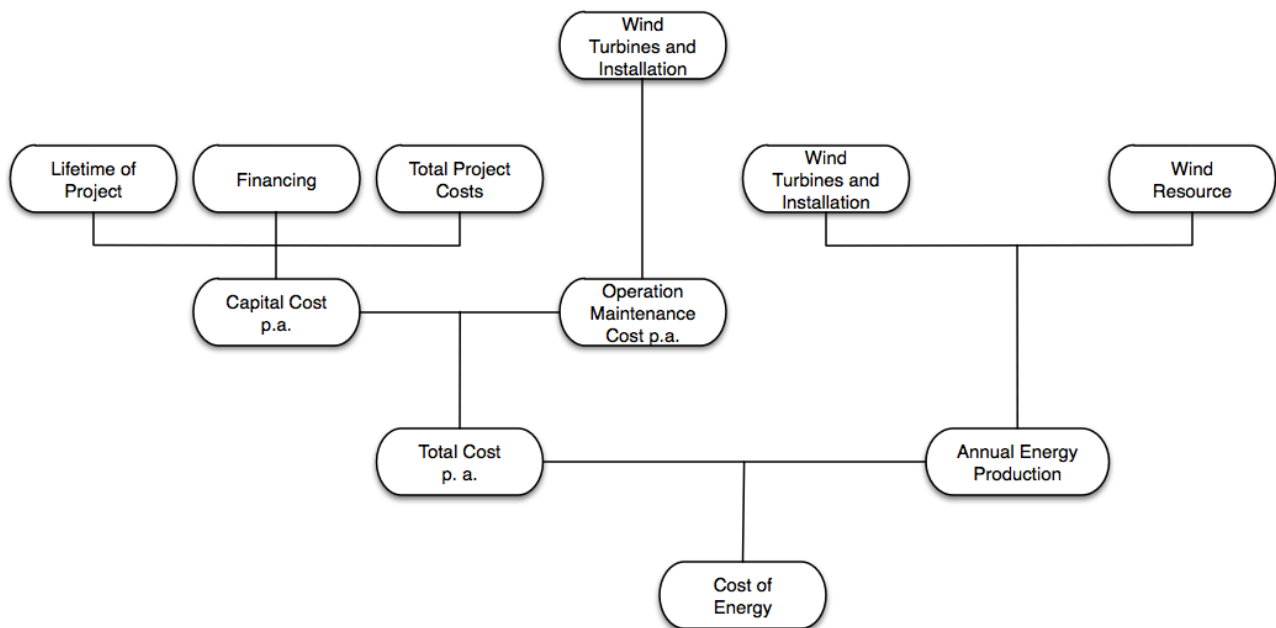 Wind
Turbines and
Installation
Lifetime of
Project
Financing
Total Project
Costs
Wind
Turbines and
Installation
Wind
Resource
Capital Cost
p.a.
Operation
Maintenance
Cost p.a.
Total Cost
p. a.
Annual Energy
Production
Cost of
Energy